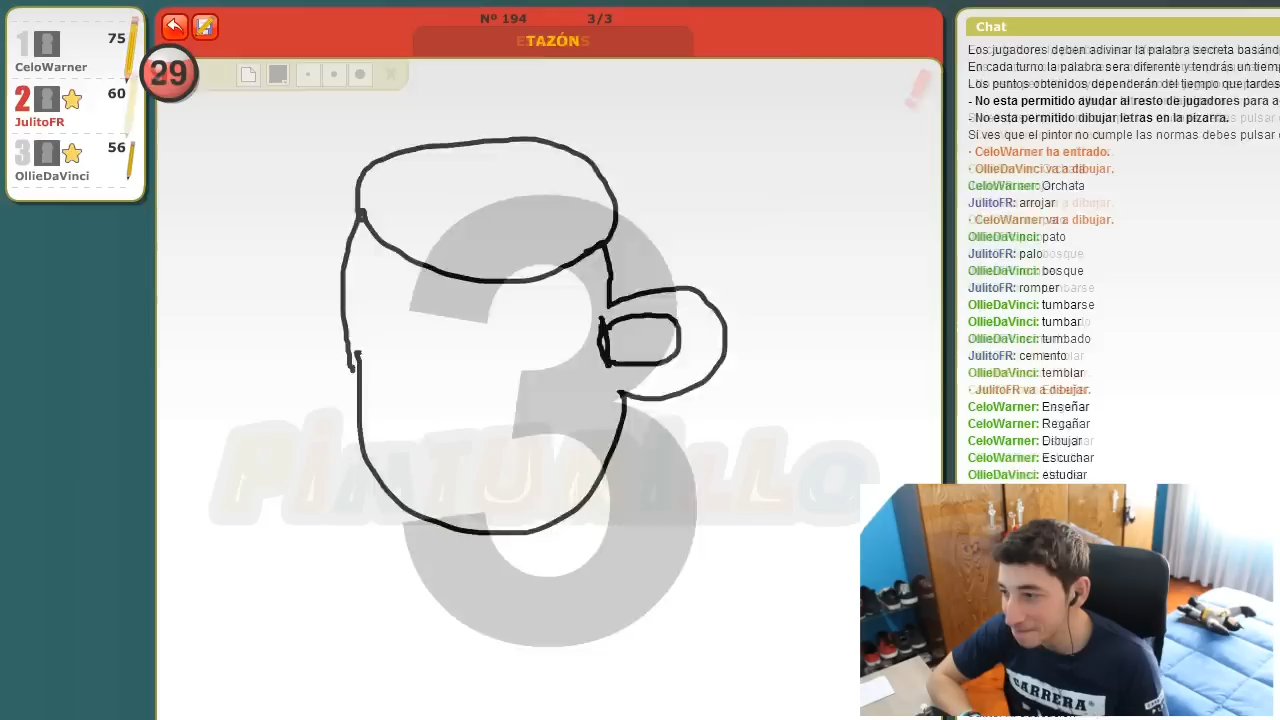 1
75
CeloWarner
2
60
JulitoFR
3
56
OllieDaVinci
29
Nº 194 3/3
TAZÓN
3
PINTURILLO
Chat
Los jugadores deben adivinar la palabra secreta basánd
En cada turno la palabra será diferente y tendrás un tiemp
Los puntos obtenidos dependerán del tiempo que tardes
- No esta permitido ayudar al resto de jugadores para a
- No esta permitido dibujar letras en la pizarra.
Si ves que el pintor no cumple las normas debes pulsar
· CeloWarner ha entrado.
· OllieDaVinci va a dibujar.
CeloWarner: Orchata
JulitoFR: arrojar
· CeloWarner va a dibujar.
OllieDaVinci: pato
JulitoFR: palo
OllieDaVinci: bosque
JulitoFR: romper
OllieDaVinci: tumbarse
OllieDaVinci: tumbar
OllieDaVinci: tumbado
JulitoFR: cemento
OllieDaVinci: temblar
· JulitoFR va a dibujar.
CeloWarner: Enseñar
CeloWarner: Regañar
CeloWarner: Dibujar
CeloWarner: Escuchar
OllieDaVinci: estudiar
CARRERA